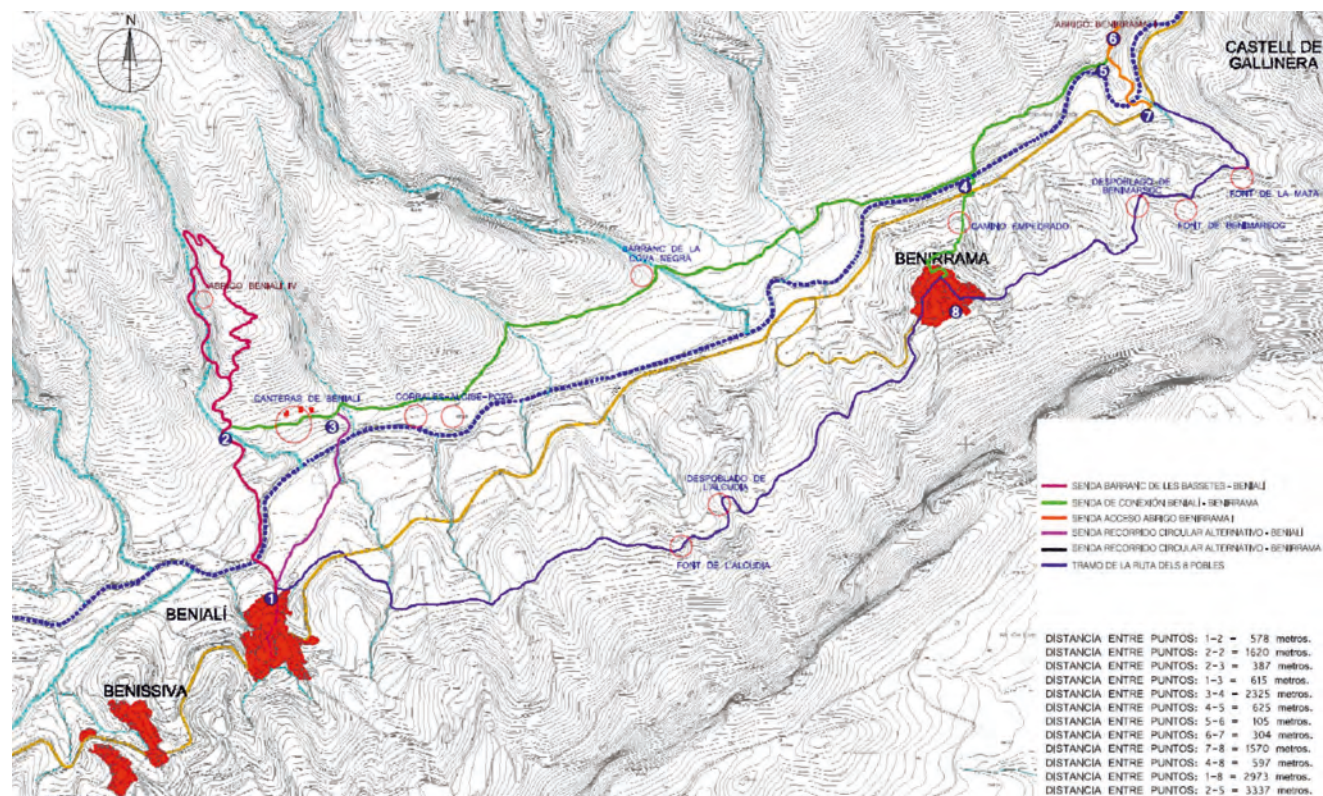 N
ABRIGO BENIRRAMA I
6
CASTELL DE
GALLINERA
5
7
4
DESPOBLADO DE
BENIMARSOC
FONT DE LA MATA
FONT DE BENIMARSOC
CAMINO EMPEDRADO
BARRANC DE LA
COVA NEGRA
BENIRRAMA
8
ABRIGO BENIALÍ IV
CANTERAS DE BENIALÍ
CORRALES-ALGIBE-POZO
2
3
DESPOBLADO DE
L'ALCUDIA
FONT DE L'ALCUDIA
1
BENIALÍ
BENISSIVA
SENDA BARRANC DE LES BASSETES - BENIALÍ
SENDA DE CONEXIÓN BENIALÍ - BENIRRAMA
SENDA ACCESO ABRIGO BENIRRAMA I
SENDA RECORRIDO CIRCULAR ALTERNATIVO - BENIALÍ
SENDA RECORRIDO CIRCULAR ALTERNATIVO - BENIRRAMA
TRAMO DE LA RUTA DELS 8 POBLES
DISTANCIA ENTRE PUNTOS: 1-2 = 578 metros.
DISTANCIA ENTRE PUNTOS: 2-2 = 1620 metros.
DISTANCIA ENTRE PUNTOS: 2-3 = 387 metros.
DISTANCIA ENTRE PUNTOS: 1-3 = 615 metros.
DISTANCIA ENTRE PUNTOS: 3-4 = 2325 metros.
DISTANCIA ENTRE PUNTOS: 4-5 = 625 metros.
DISTANCIA ENTRE PUNTOS: 5-6 = 105 metros.
DISTANCIA ENTRE PUNTOS: 6-7 = 304 metros.
DISTANCIA ENTRE PUNTOS: 7-8 = 1570 metros.
DISTANCIA ENTRE PUNTOS: 4-8 = 597 metros.
DISTANCIA ENTRE PUNTOS: 1-8 = 2973 metros.
DISTANCIA ENTRE PUNTOS: 2-5 = 3337 metros.